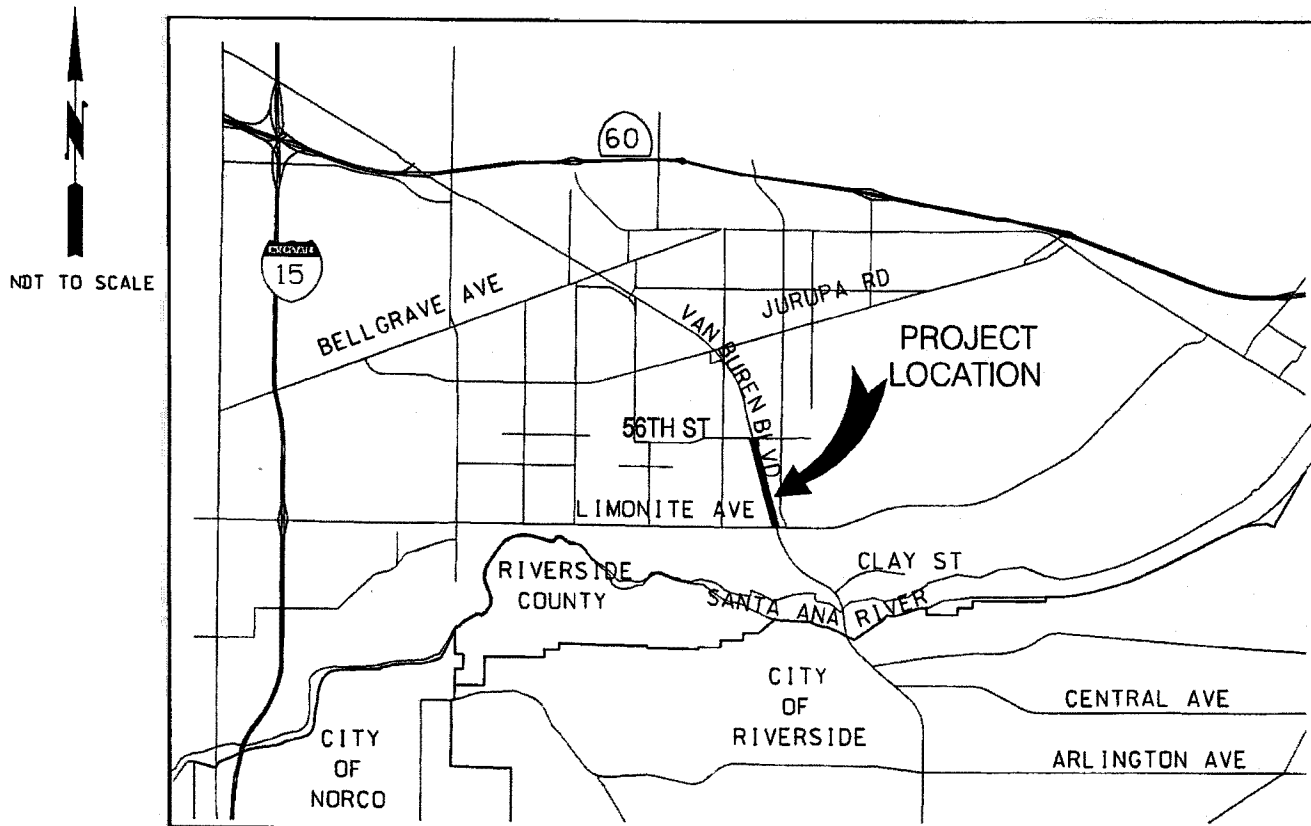 N
NOT TO SCALE
60
INTERSTATE
15
BELLGRAVE AVE
VAN BUREN BLVD
JURUPA RD
PROJECT
LOCATION
56TH ST
LIMONITE AVE
CLAY ST
RIVERSIDE
COUNTY
SANTA ANA RIVER
CITY
OF
RIVERSIDE
CENTRAL AVE
CITY
OF
NORCO
ARLINGTON AVE